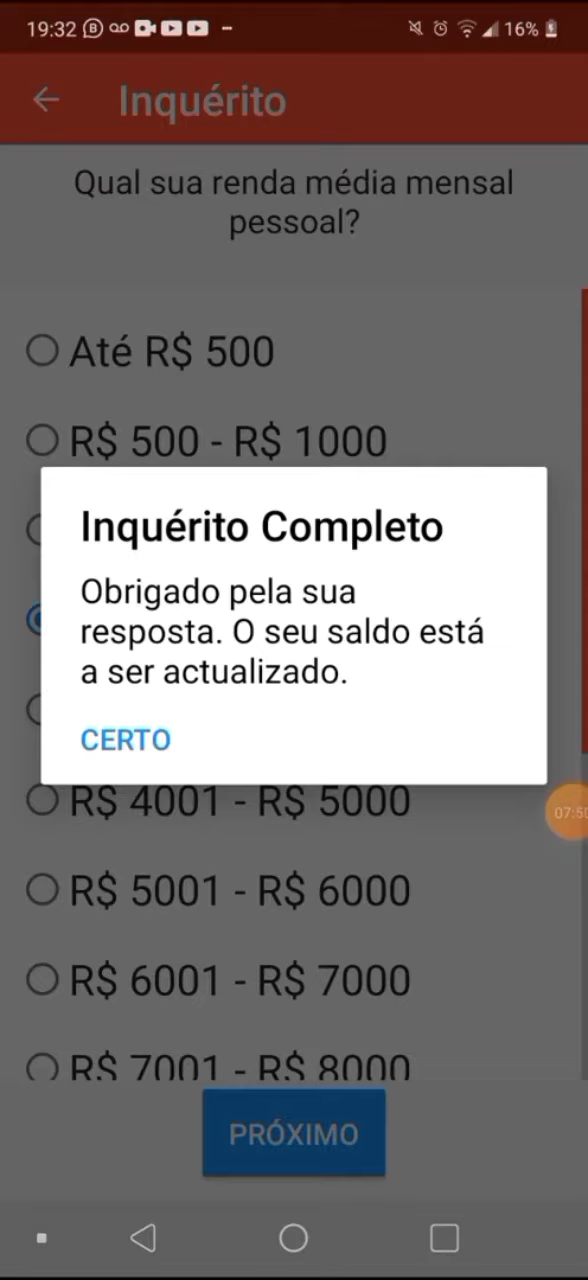 19:32 16%
Inquérito
Qual sua renda média mensal
pessoal?
Até R$ 500
R$ 500 - R$ 1000
Inquérito Completo
Obrigado pela sua
resposta. O seu saldo está
a ser actualizado.
CERTO
R$ 4001 - R$ 5000
07:50
R$ 5001 - R$ 6000
R$ 6001 - R$ 7000
R$ 7001 - R$ 8000
PRÓXIMO